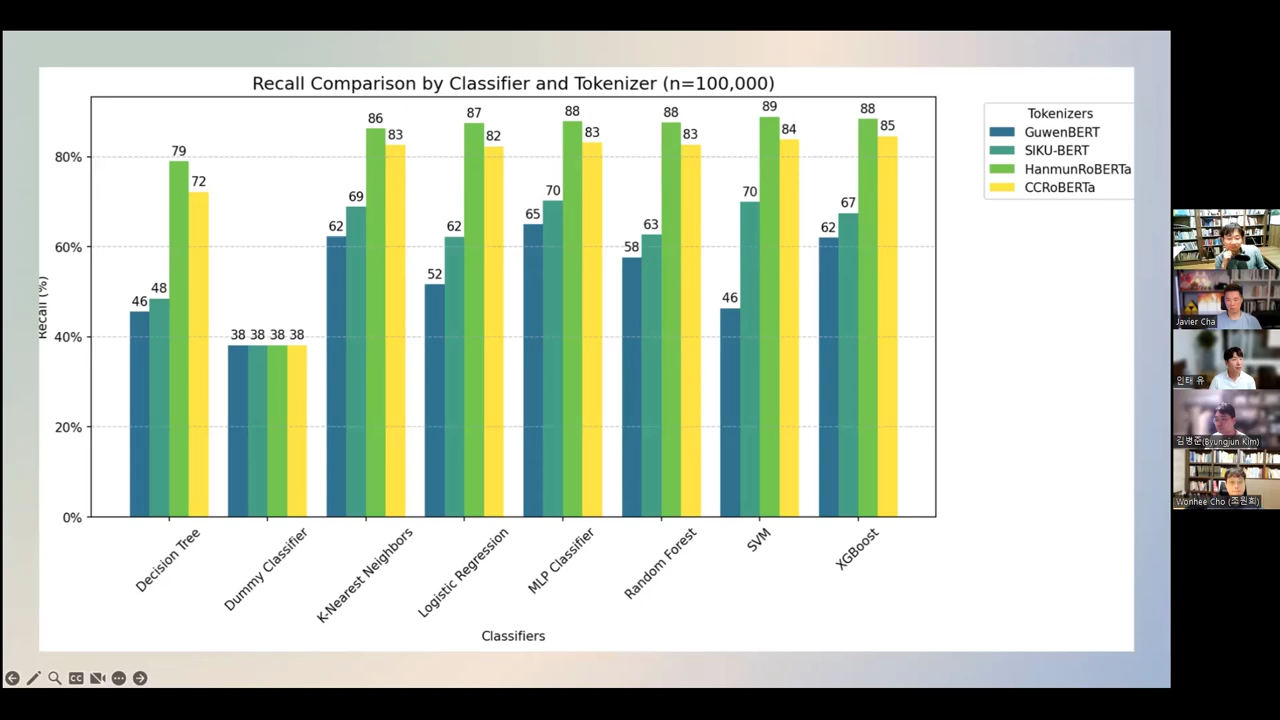 Recall Comparison by Classifier and Tokenizer (n=100,000)
Tokenizers
GuwenBERT
SIKU-BERT
HanmunRoBERTa
CCRoBERTa
Recall (%)
80%
60%
40%
20%
0%
46 48 79 72
38 38 38 38
62 69 86 83
52 62 87 82
65 70 88 83
58 63 88 83
46 70 89 84
62 67 88 85
Decision Tree
Dummy Classifier
K-Nearest Neighbors
Logistic Regression
MLP Classifier
Random Forest
SVM
XGBoost
Classifiers
CC
Javier Cha
인태 유
김병준(Byungjun Kim)
Wonhee Cho (조원희)